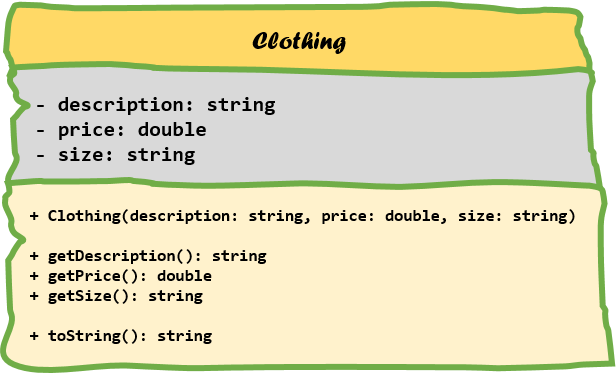 Clothing
- description: string
- price: double
- size: string
+ Clothing(description: string, price: double, size: string)
+ getDescription(): string
+ getPrice(): double
+ getSize(): string
+ toString(): string